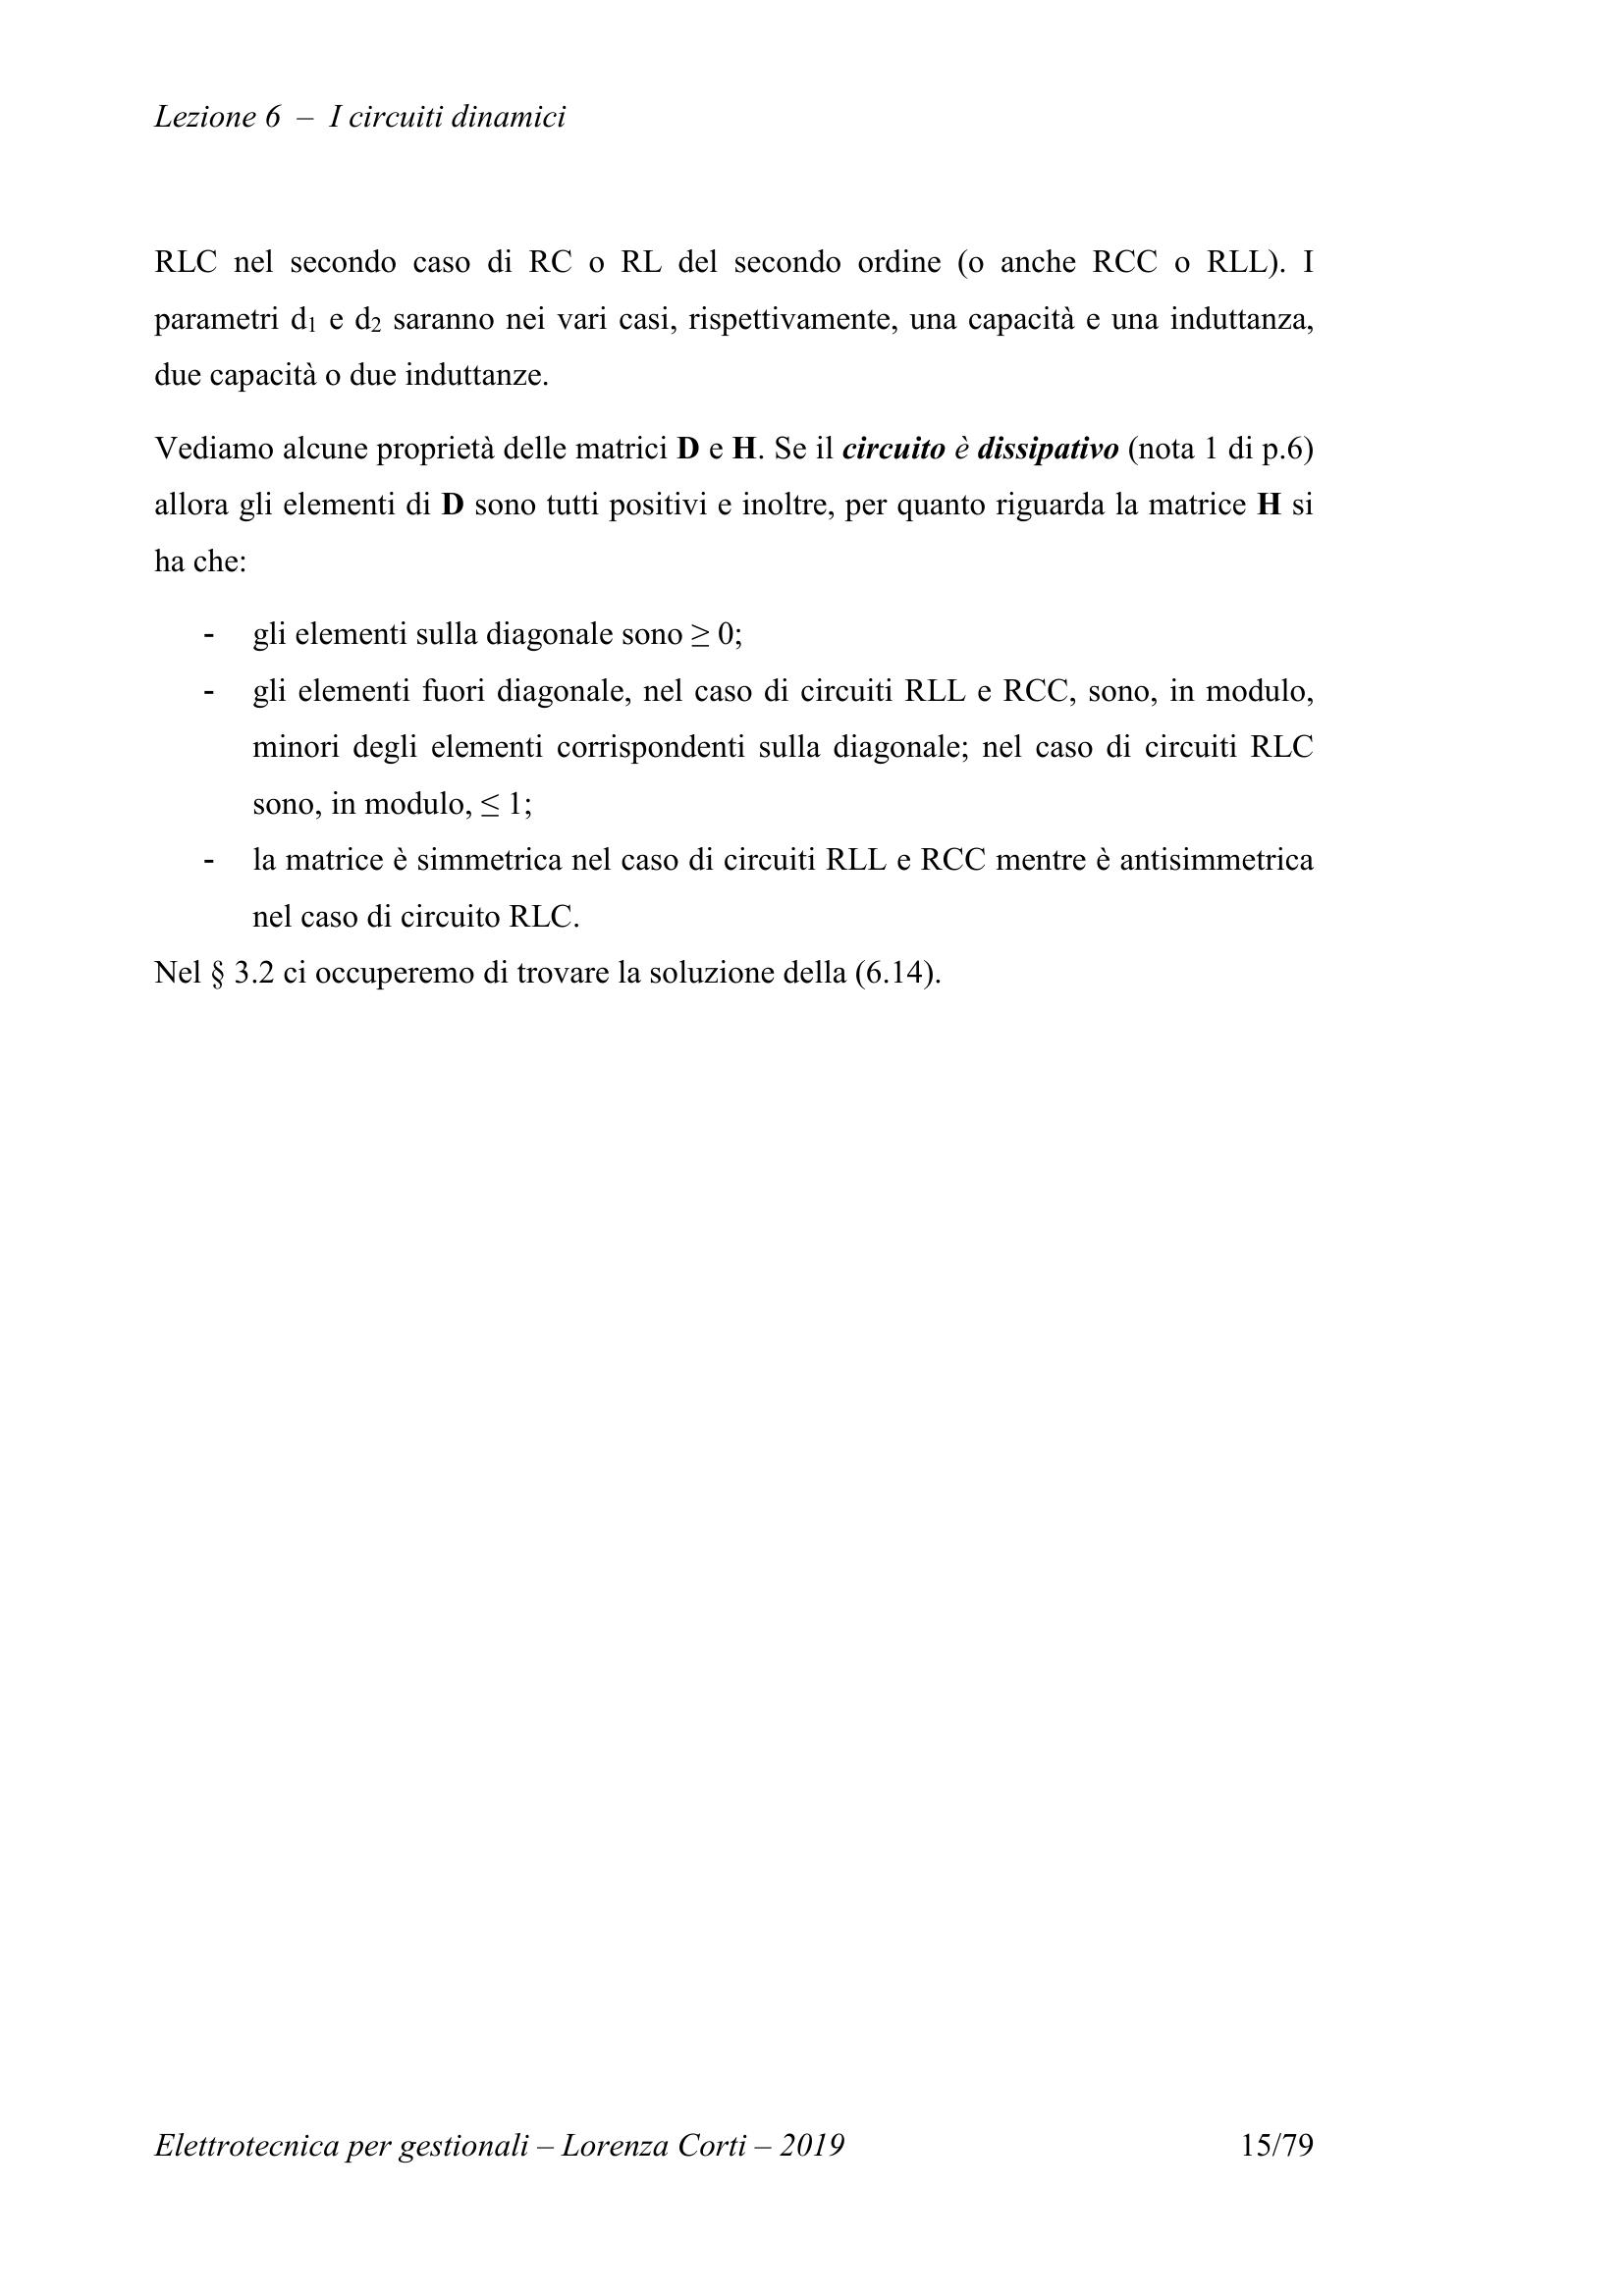 Lezione 6 – I circuiti dinamici
RLC nel secondo caso di RC o RL del secondo ordine (o anche RCC o RLL). I
parametri d1 e d2 saranno nei vari casi, rispettivamente, una capacità e una induttanza,
due capacità o due induttanze.
Vediamo alcune proprietà delle matrici D e H. Se il circuito è dissipativo (nota 1 di p.6)
allora gli elementi di D sono tutti positivi e inoltre, per quanto riguarda la matrice H si
ha che:
- gli elementi sulla diagonale sono ≥ 0;
- gli elementi fuori diagonale, nel caso di circuiti RLL e RCC, sono, in modulo,
minori degli elementi corrispondenti sulla diagonale; nel caso di circuiti RLC
sono, in modulo, ≤ 1;
- la matrice è simmetrica nel caso di circuiti RLL e RCC mentre è antisimmetrica
nel caso di circuito RLC.
Nel § 3.2 ci occuperemo di trovare la soluzione della (6.14).
Elettrotecnica per gestionali – Lorenza Corti – 2019 15/79